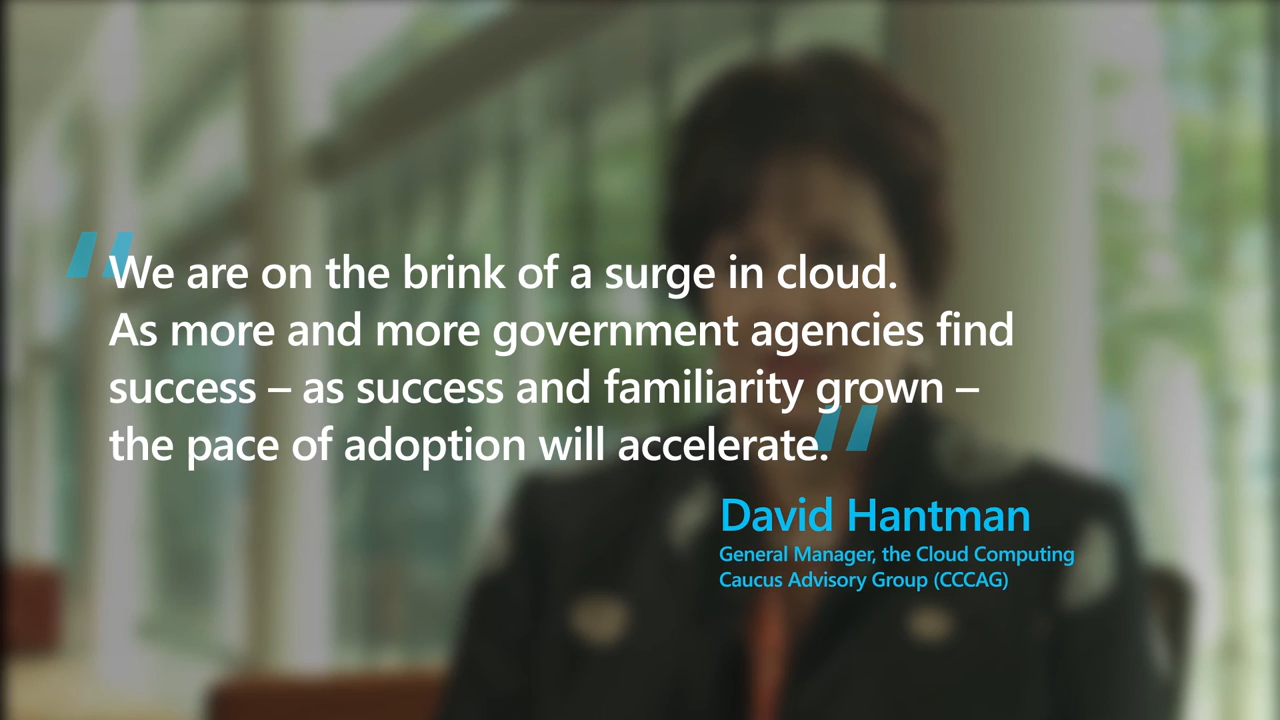 “We are on the brink of a surge in cloud.
As more and more government agencies find
success – as success and familiarity grown –
the pace of adoption will accelerate.”
David Hantman
General Manager, the Cloud Computing
Caucus Advisory Group (CCCAG)